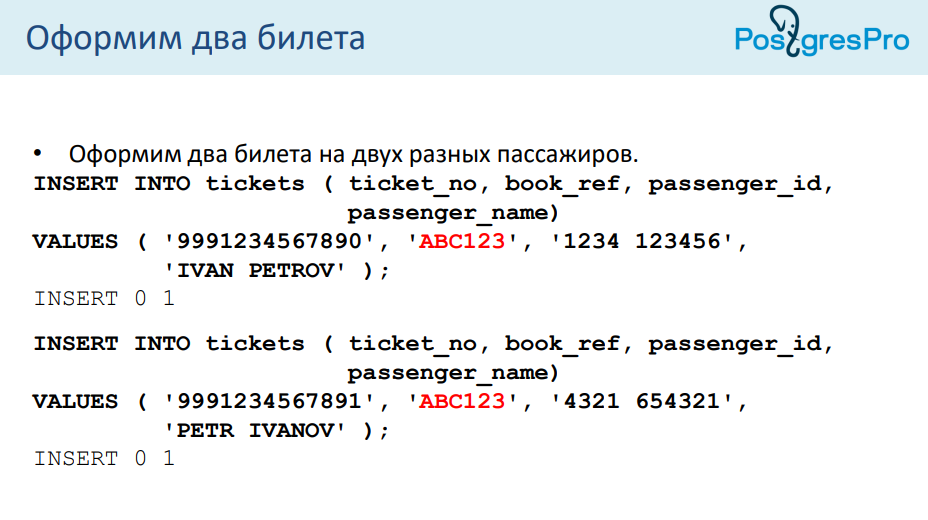 Оформим два билета
PostgresPro
• Оформим два билета на двух разных пассажиров.
INSERT INTO tickets ( ticket_no, book_ref, passenger_id,
passenger_name)
VALUES ( '9991234567890', 'ABC123', '1234 123456',
'IVAN PETROV' );
INSERT 0 1
INSERT INTO tickets ( ticket_no, book_ref, passenger_id,
passenger_name)
VALUES ( '9991234567891', 'ABC123', '4321 654321',
'PETR IVANOV' );
INSERT 0 1